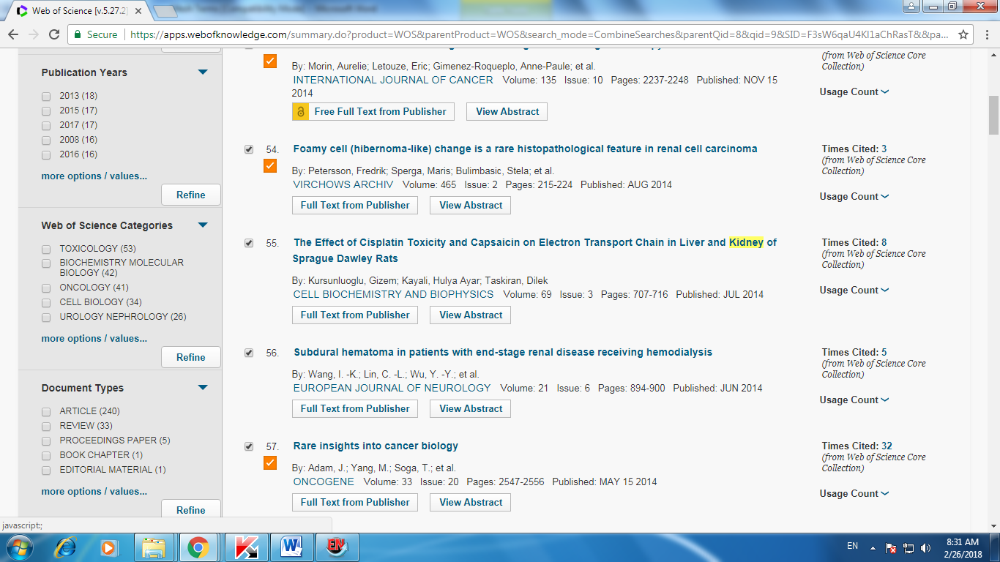 Web of Science [v.5.27.2]
Secure https://apps.webofknowledge.com/summary.do?product=WOS&parentProduct=WOS&search_mode=CombineSearches&parentQid=8&qid=9&SID=F3sW6qaU4Kl1aChRasT&&pa...
Publication Years
2013 (18)
2015 (17)
2017 (17)
2008 (16)
2016 (16)
more options / values...
Refine
Web of Science Categories
TOXICOLOGY (53)
BIOCHEMISTRY MOLECULAR
BIOLOGY (42)
ONCOLOGY (41)
CELL BIOLOGY (34)
UROLOGY NEPHROLOGY (26)
more options / values...
Refine
Document Types
ARTICLE (240)
REVIEW (33)
PROCEEDINGS PAPER (5)
BOOK CHAPTER (1)
EDITORIAL MATERIAL (1)
more options / values...
Refine
By: Morin, Aurelie; Letouze, Eric; Gimenez-Roqueplo, Anne-Paule; et al.
INTERNATIONAL JOURNAL OF CANCER Volume: 135 Issue: 10 Pages: 2237-2248 Published: NOV 15
2014
Free Full Text from Publisher View Abstract
(from Web of Science Core
Collection)
Usage Count
54. Foamy cell (hibernoma-like) change is a rare histopathological feature in renal cell carcinoma
By: Petersson, Fredrik; Sperga, Maris; Bulimbasic, Stela; et al.
VIRCHOWS ARCHIV Volume: 465 Issue: 2 Pages: 215-224 Published: AUG 2014
Full Text from Publisher View Abstract
Times Cited: 3
(from Web of Science Core
Collection)
Usage Count
55. The Effect of Cisplatin Toxicity and Capsaicin on Electron Transport Chain in Liver and Kidney of
Sprague Dawley Rats
By: Kursunluoglu, Gizem; Kayali, Hulya Ayar; Taskiran, Dilek
CELL BIOCHEMISTRY AND BIOPHYSICS Volume: 69 Issue: 3 Pages: 707-716 Published: JUL 2014
Full Text from Publisher View Abstract
Times Cited: 8
(from Web of Science Core
Collection)
Usage Count
56. Subdural hematoma in patients with end-stage renal disease receiving hemodialysis
By: Wang, I. -K.; Lin, C. -L.; Wu, Y. -Y.; et al.
EUROPEAN JOURNAL OF NEUROLOGY Volume: 21 Issue: 6 Pages: 894-900 Published: JUN 2014
Full Text from Publisher View Abstract
Times Cited: 5
(from Web of Science Core
Collection)
Usage Count
57. Rare insights into cancer biology
By: Adam, J.; Yang, M.; Soga, T.; et al.
ONCOGENE Volume: 33 Issue: 20 Pages: 2547-2556 Published: MAY 15 2014
Full Text from Publisher View Abstract
Times Cited: 32
(from Web of Science Core
Collection)
Usage Count
javascript:;
EN
8:31 AM
2/26/2018